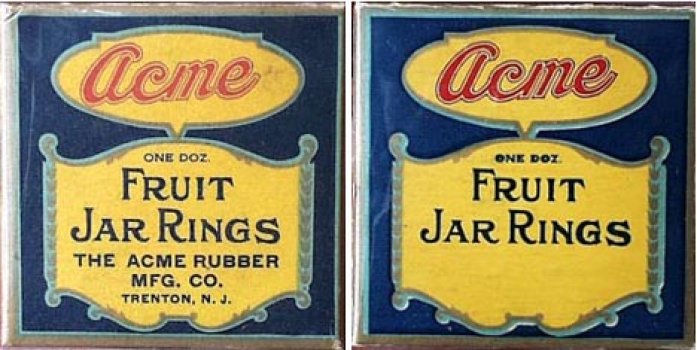 Acme
ONE DOZ.
FRUIT
JAR RINGS
THE ACME RUBBER
MFG. CO.
TRENTON, N. J.
Acme
ONE DOZ.
FRUIT
JAR RINGS